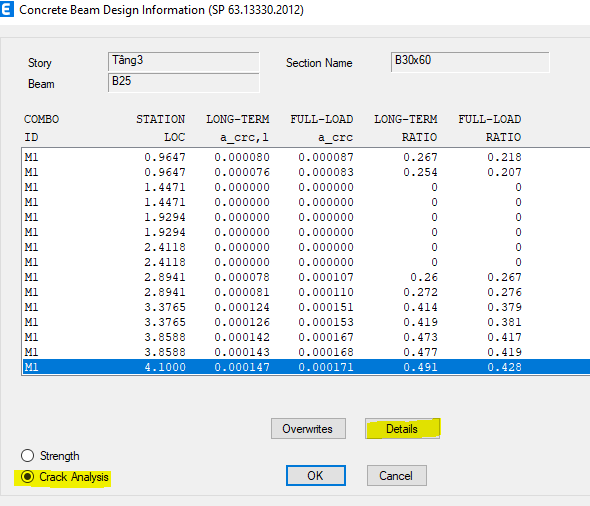 E Concrete Beam Design Information (SP 63.13330.2012)
Story Tầng3 Section Name B30x60
Beam B25
COMBO STATION LONG-TERM FULL-LOAD LONG-TERM FULL-LOAD
ID LOC a_crc,l a_crc RATIO RATIO
M1 0.9647 0.000080 0.000087 0.267 0.218
M1 0.9647 0.000076 0.000083 0.254 0.207
M1 1.4471 0.000000 0.000000 0 0
M1 1.4471 0.000000 0.000000 0 0
M1 1.9294 0.000000 0.000000 0 0
M1 1.9294 0.000000 0.000000 0 0
M1 2.4118 0.000000 0.000000 0 0
M1 2.4118 0.000000 0.000000 0 0
M1 2.8941 0.000078 0.000107 0.26 0.267
M1 2.8941 0.000081 0.000110 0.272 0.276
M1 3.3765 0.000124 0.000151 0.414 0.379
M1 3.3765 0.000126 0.000153 0.419 0.381
M1 3.8588 0.000142 0.000167 0.473 0.417
M1 3.8588 0.000143 0.000168 0.477 0.419
M1 4.1000 0.000147 0.000171 0.491 0.428
Overwrites Details
Strength
Crack Analysis OK Cancel